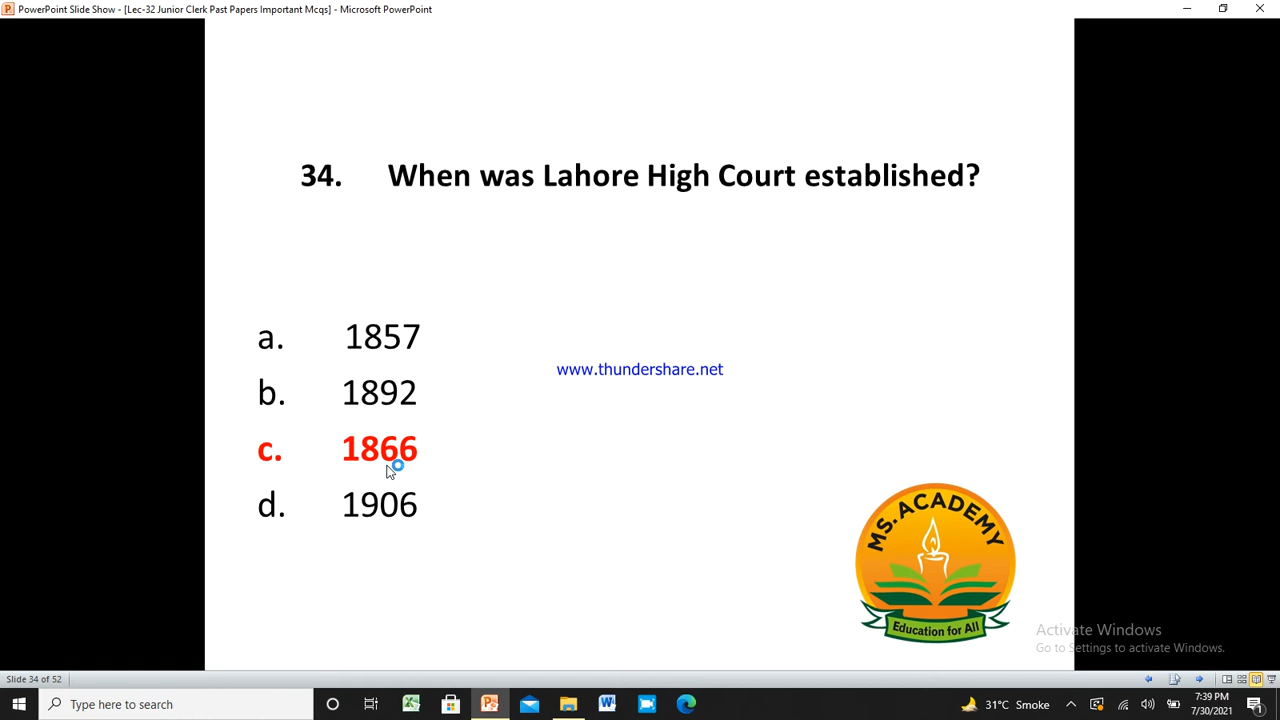 PowerPoint Slide Show - [Lec-32 Junior Clerk Past Papers Important Mcqs] - Microsoft PowerPoint
34. When was Lahore High Court established?
a. 1857
www.thundershare.net
b. 1892
c. 1866
d. 1906
MS.ACADEMY
Education for All
Activate Windows
Go to Settings to activate Windows.
Slide 34 of 52
Type here to search
31°C Smoke
7:39 PM
7/30/2021